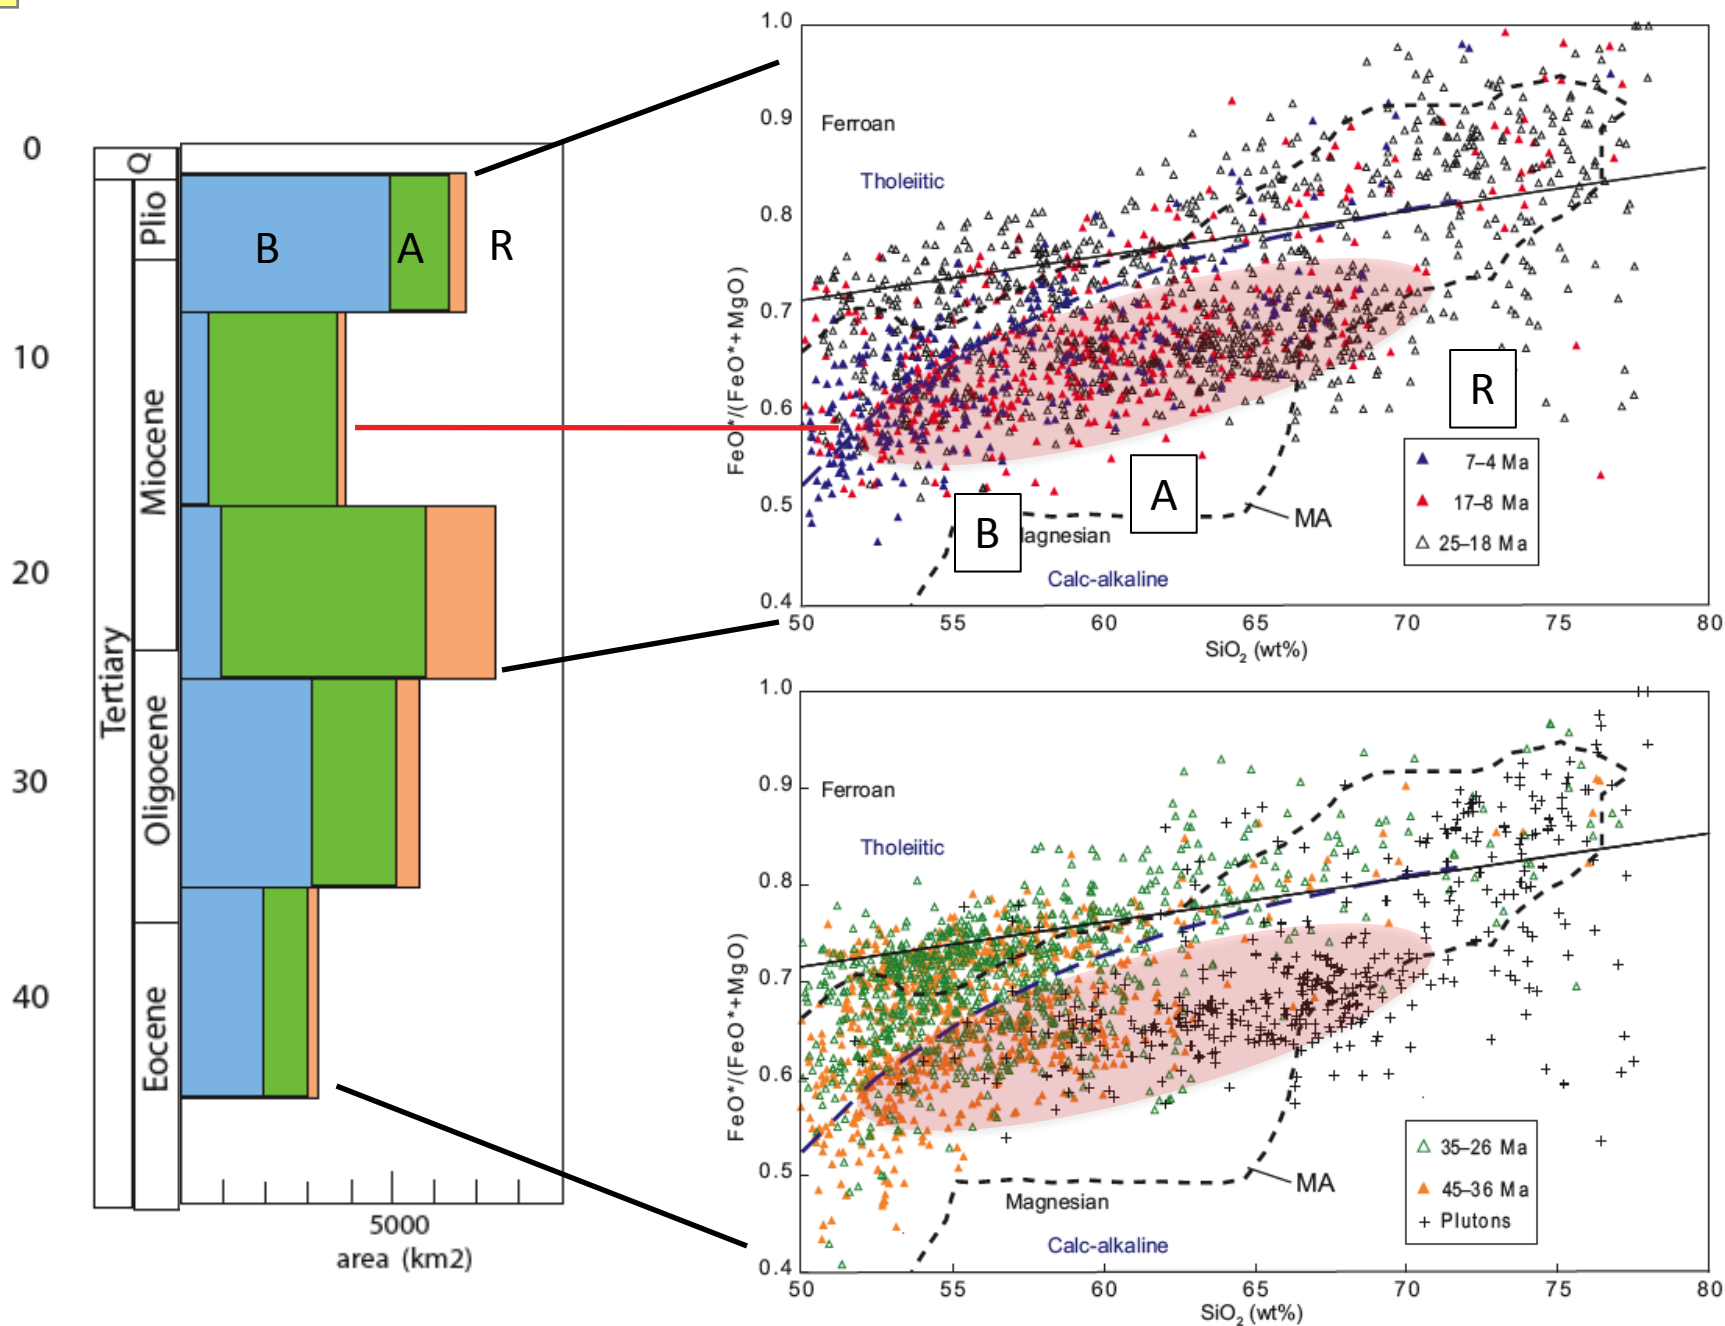 0
10
20
30
40
Q
Plio
Miocene
Oligocene
Eocene
Tertiary
B
A
R
5000
area (km2)
1.0
0.9
0.8
0.7
0.6
0.5
0.4
FeO*/(FeO*+MgO)
Ferroan
Tholeiitic
B
A
R
agnesian
Calc-alkaline
MA
7–4 Ma
17–8 Ma
25–18 Ma
50 55 60 65 70 75 80
SiO2 (wt%)
1.0
0.9
0.8
0.7
0.6
0.5
0.4
FeO*/(FeO*+MgO)
Ferroan
Tholeiitic
Magnesian
Calc-alkaline
MA
35–26 Ma
45–36 Ma
Plutons
50 55 60 65 70 75 80
SiO2 (wt%)